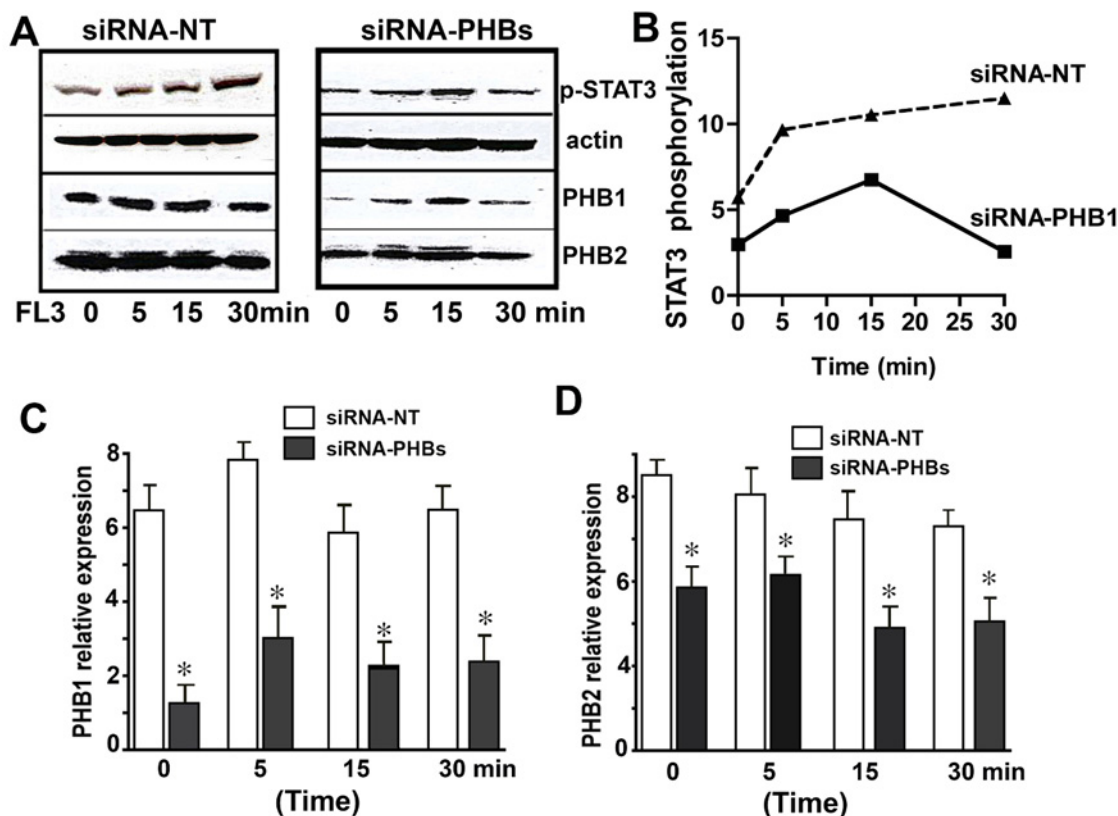 A
siRNA-NT
siRNA-PHBs
p-STAT3
actin
PHB1
PHB2
FL3 0 5 15 30min
0 5 15 30 min
B
STAT3 phosphorylation
15
10
5
0
siRNA-NT
siRNA-PHB1
0 5 10 15 20 25 30
Time (min)
C
siRNA-NT
siRNA-PHBs
PHB1 relative expression
8
6
4
2
0
* * * *
0 5 15 30 min
(Time)
D
siRNA-NT
siRNA-PHBs
PHB2 relative expression
8
6
8
0
* * * *
0 5 15 30 min
(Time)